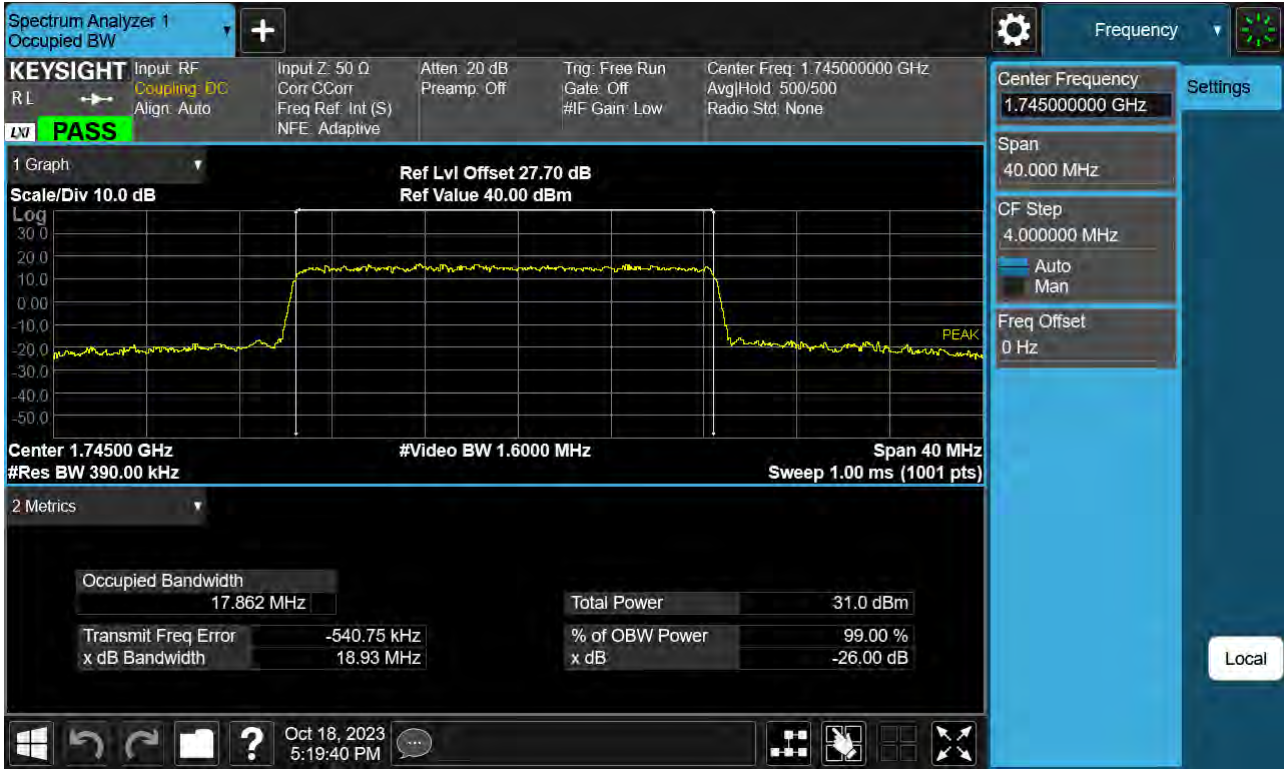 Spectrum Analyzer 1
Occupied BW
Frequency
KEYSIGHT
RL
LXI
PASS
Input: RF
Coupling: DC
Align: Auto
Input Z: 50 Ω
Corr CCorr
Freq Ref: Int (S)
NFE: Adaptive
Atten: 20 dB
Preamp: Off
Trig: Free Run
Gate: Off
#IF Gain: Low
Center Freq: 1.745000000 GHz
Avg|Hold: 500/500
Radio Std: None
1 Graph
Scale/Div 10.0 dB
Ref Lvl Offset 27.70 dB
Ref Value 40.00 dBm
Log
30.0
20.0
10.0
0.00
-10.0
-20.0
-30.0
-40.0
-50.0
PEAK
Center 1.74500 GHz
#Video BW 1.6000 MHz
Span 40 MHz
#Res BW 390.00 kHz
Sweep 1.00 ms (1001 pts)
2 Metrics
Occupied Bandwidth
17.862 MHz
Total Power 31.0 dBm
Transmit Freq Error -540.75 kHz
% of OBW Power 99.00 %
x dB Bandwidth 18.93 MHz
x dB -26.00 dB
Center Frequency
1.745000000 GHz
Settings
Span
40.000 MHz
CF Step
4.000000 MHz
Auto
Man
Freq Offset
0 Hz
Local
?
Oct 18, 2023
5:19:40 PM